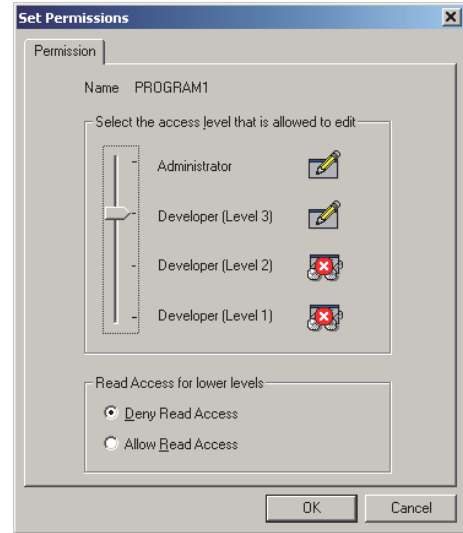 Set Permissions
Permission
Name PROGRAM1
Select the access level that is allowed to edit
Administrator
Developer (Level 3)
Developer (Level 2)
Developer (Level 1)
Read Access for lower levels
Deny Read Access
Allow Read Access
OK Cancel